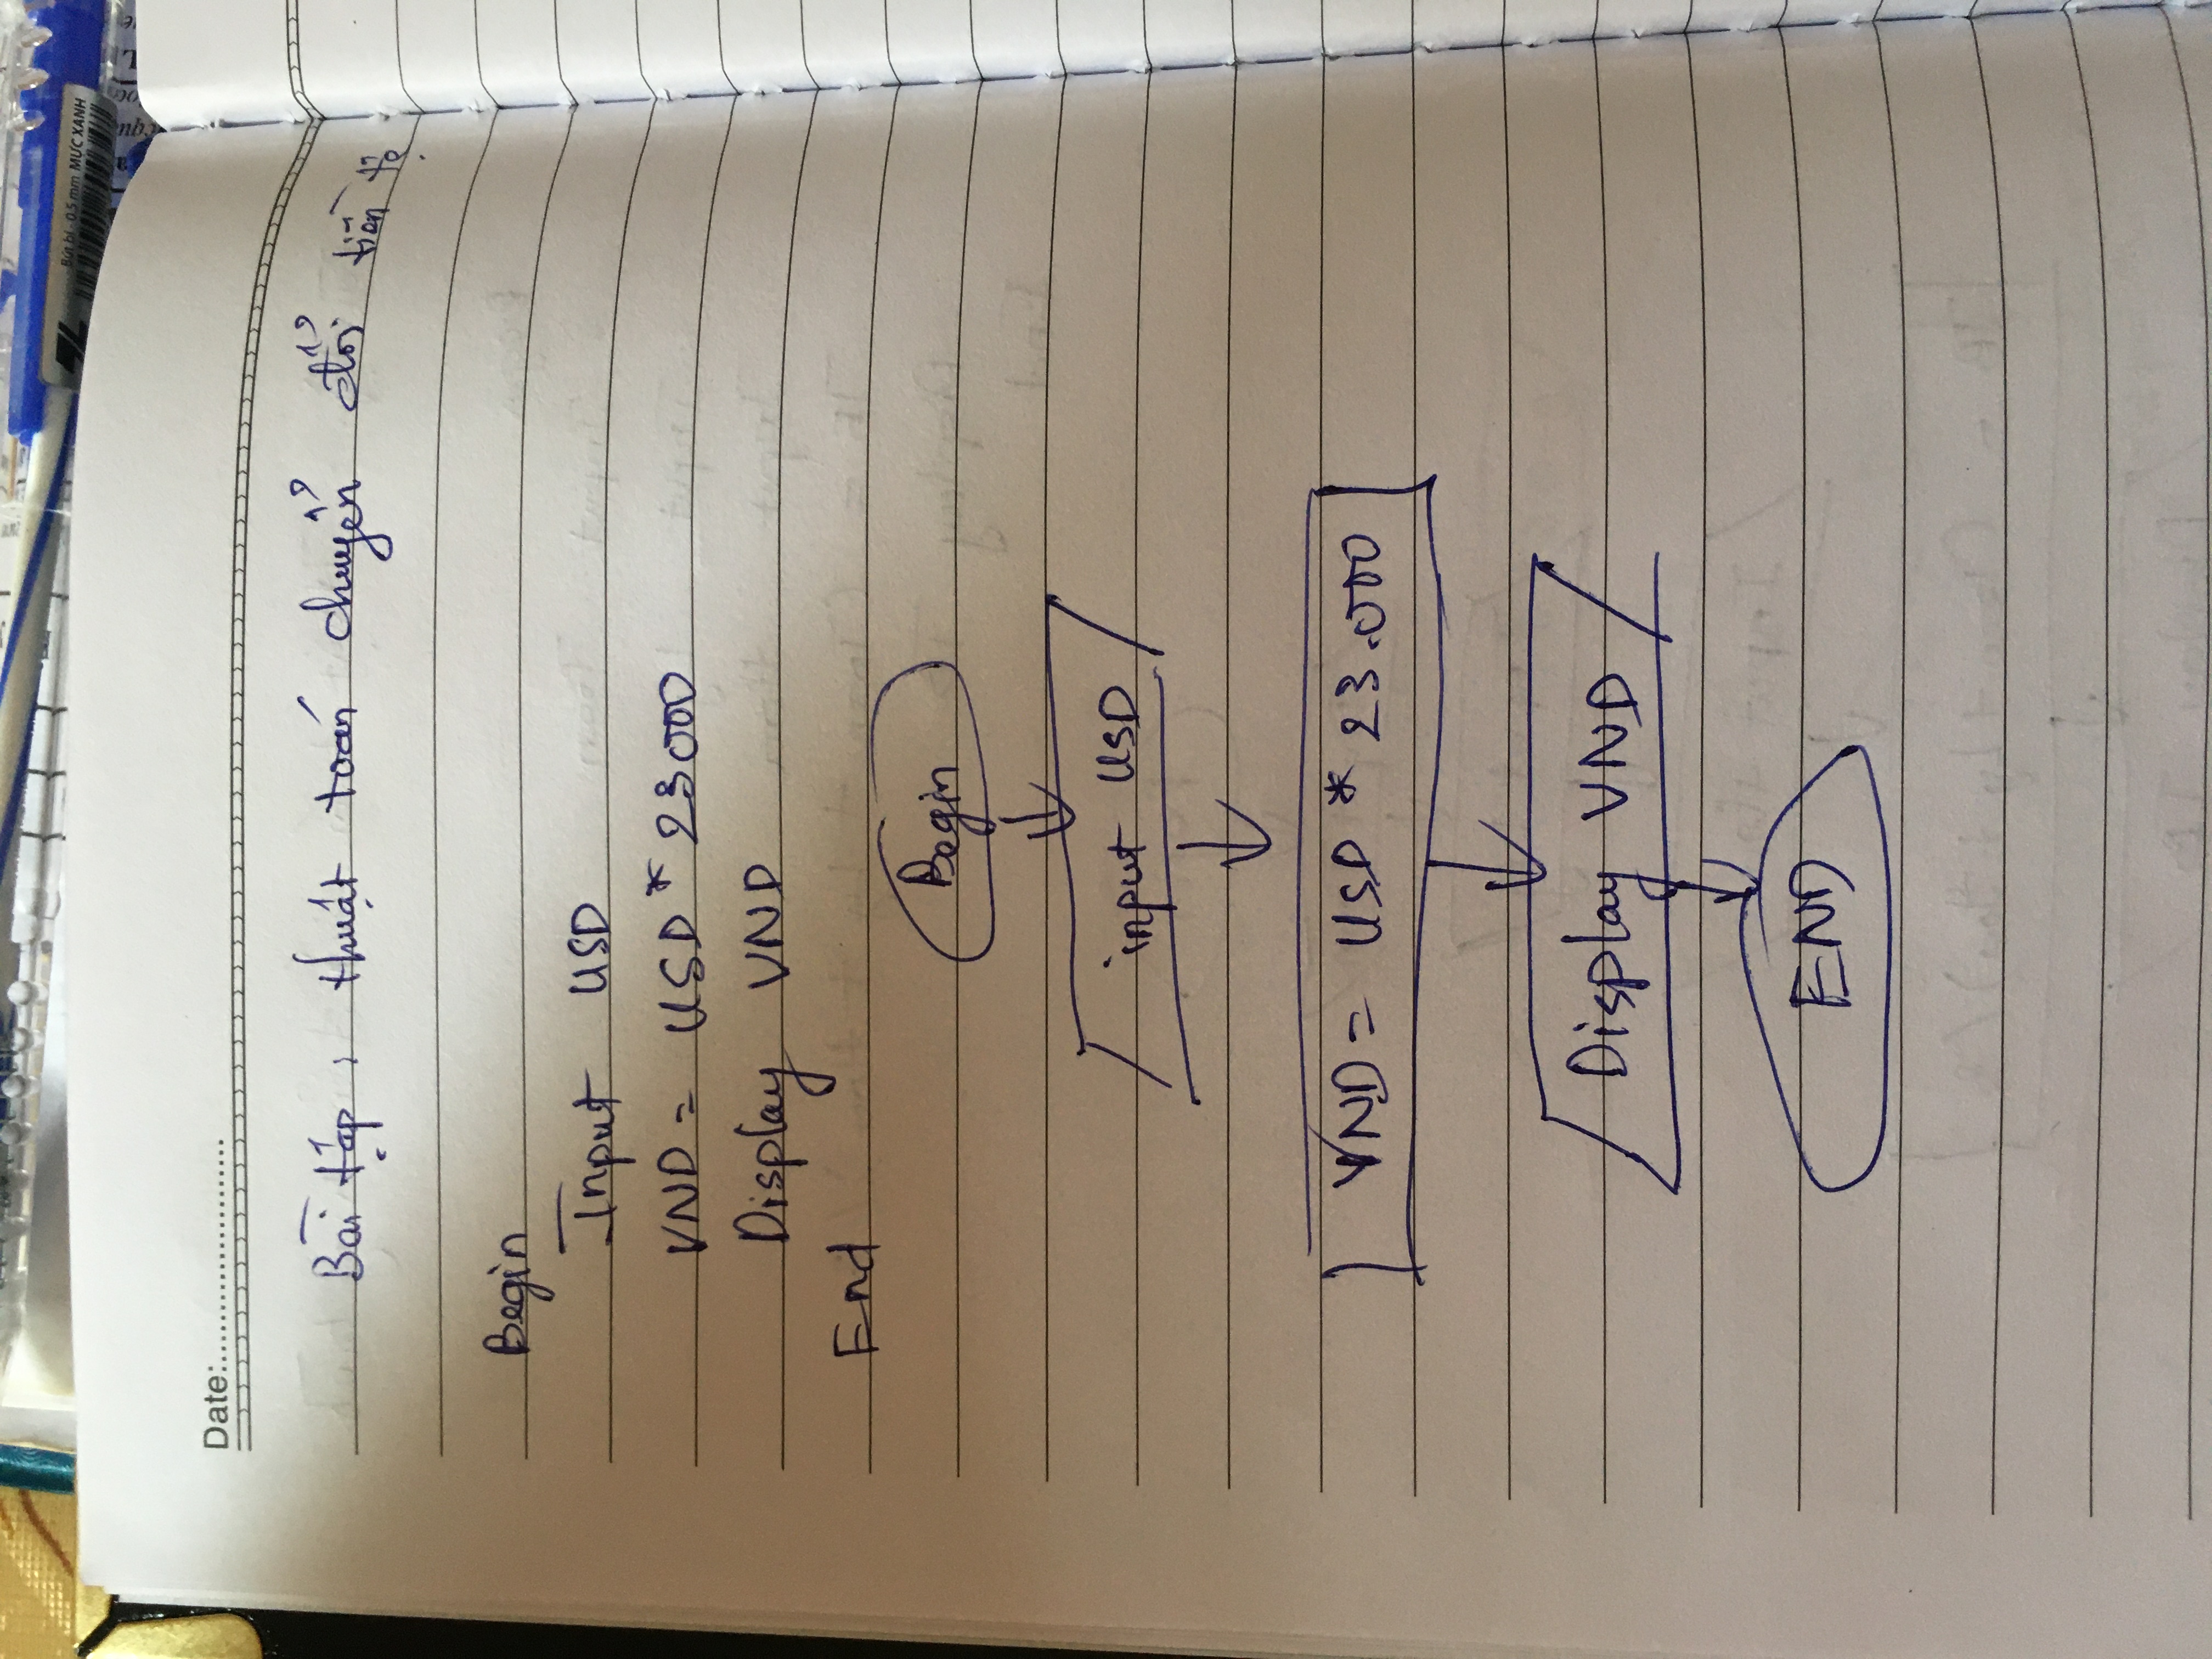 Bút bi - 0.5 mm MỰC XANH
Date:......................
Bài tập : thuật toán chuyển đổi tiền tệ
Begin
Input USD
VND = USD * 23000
Display VND
End
Begin
input USD
VND = USD * 23.000
Display VND
END